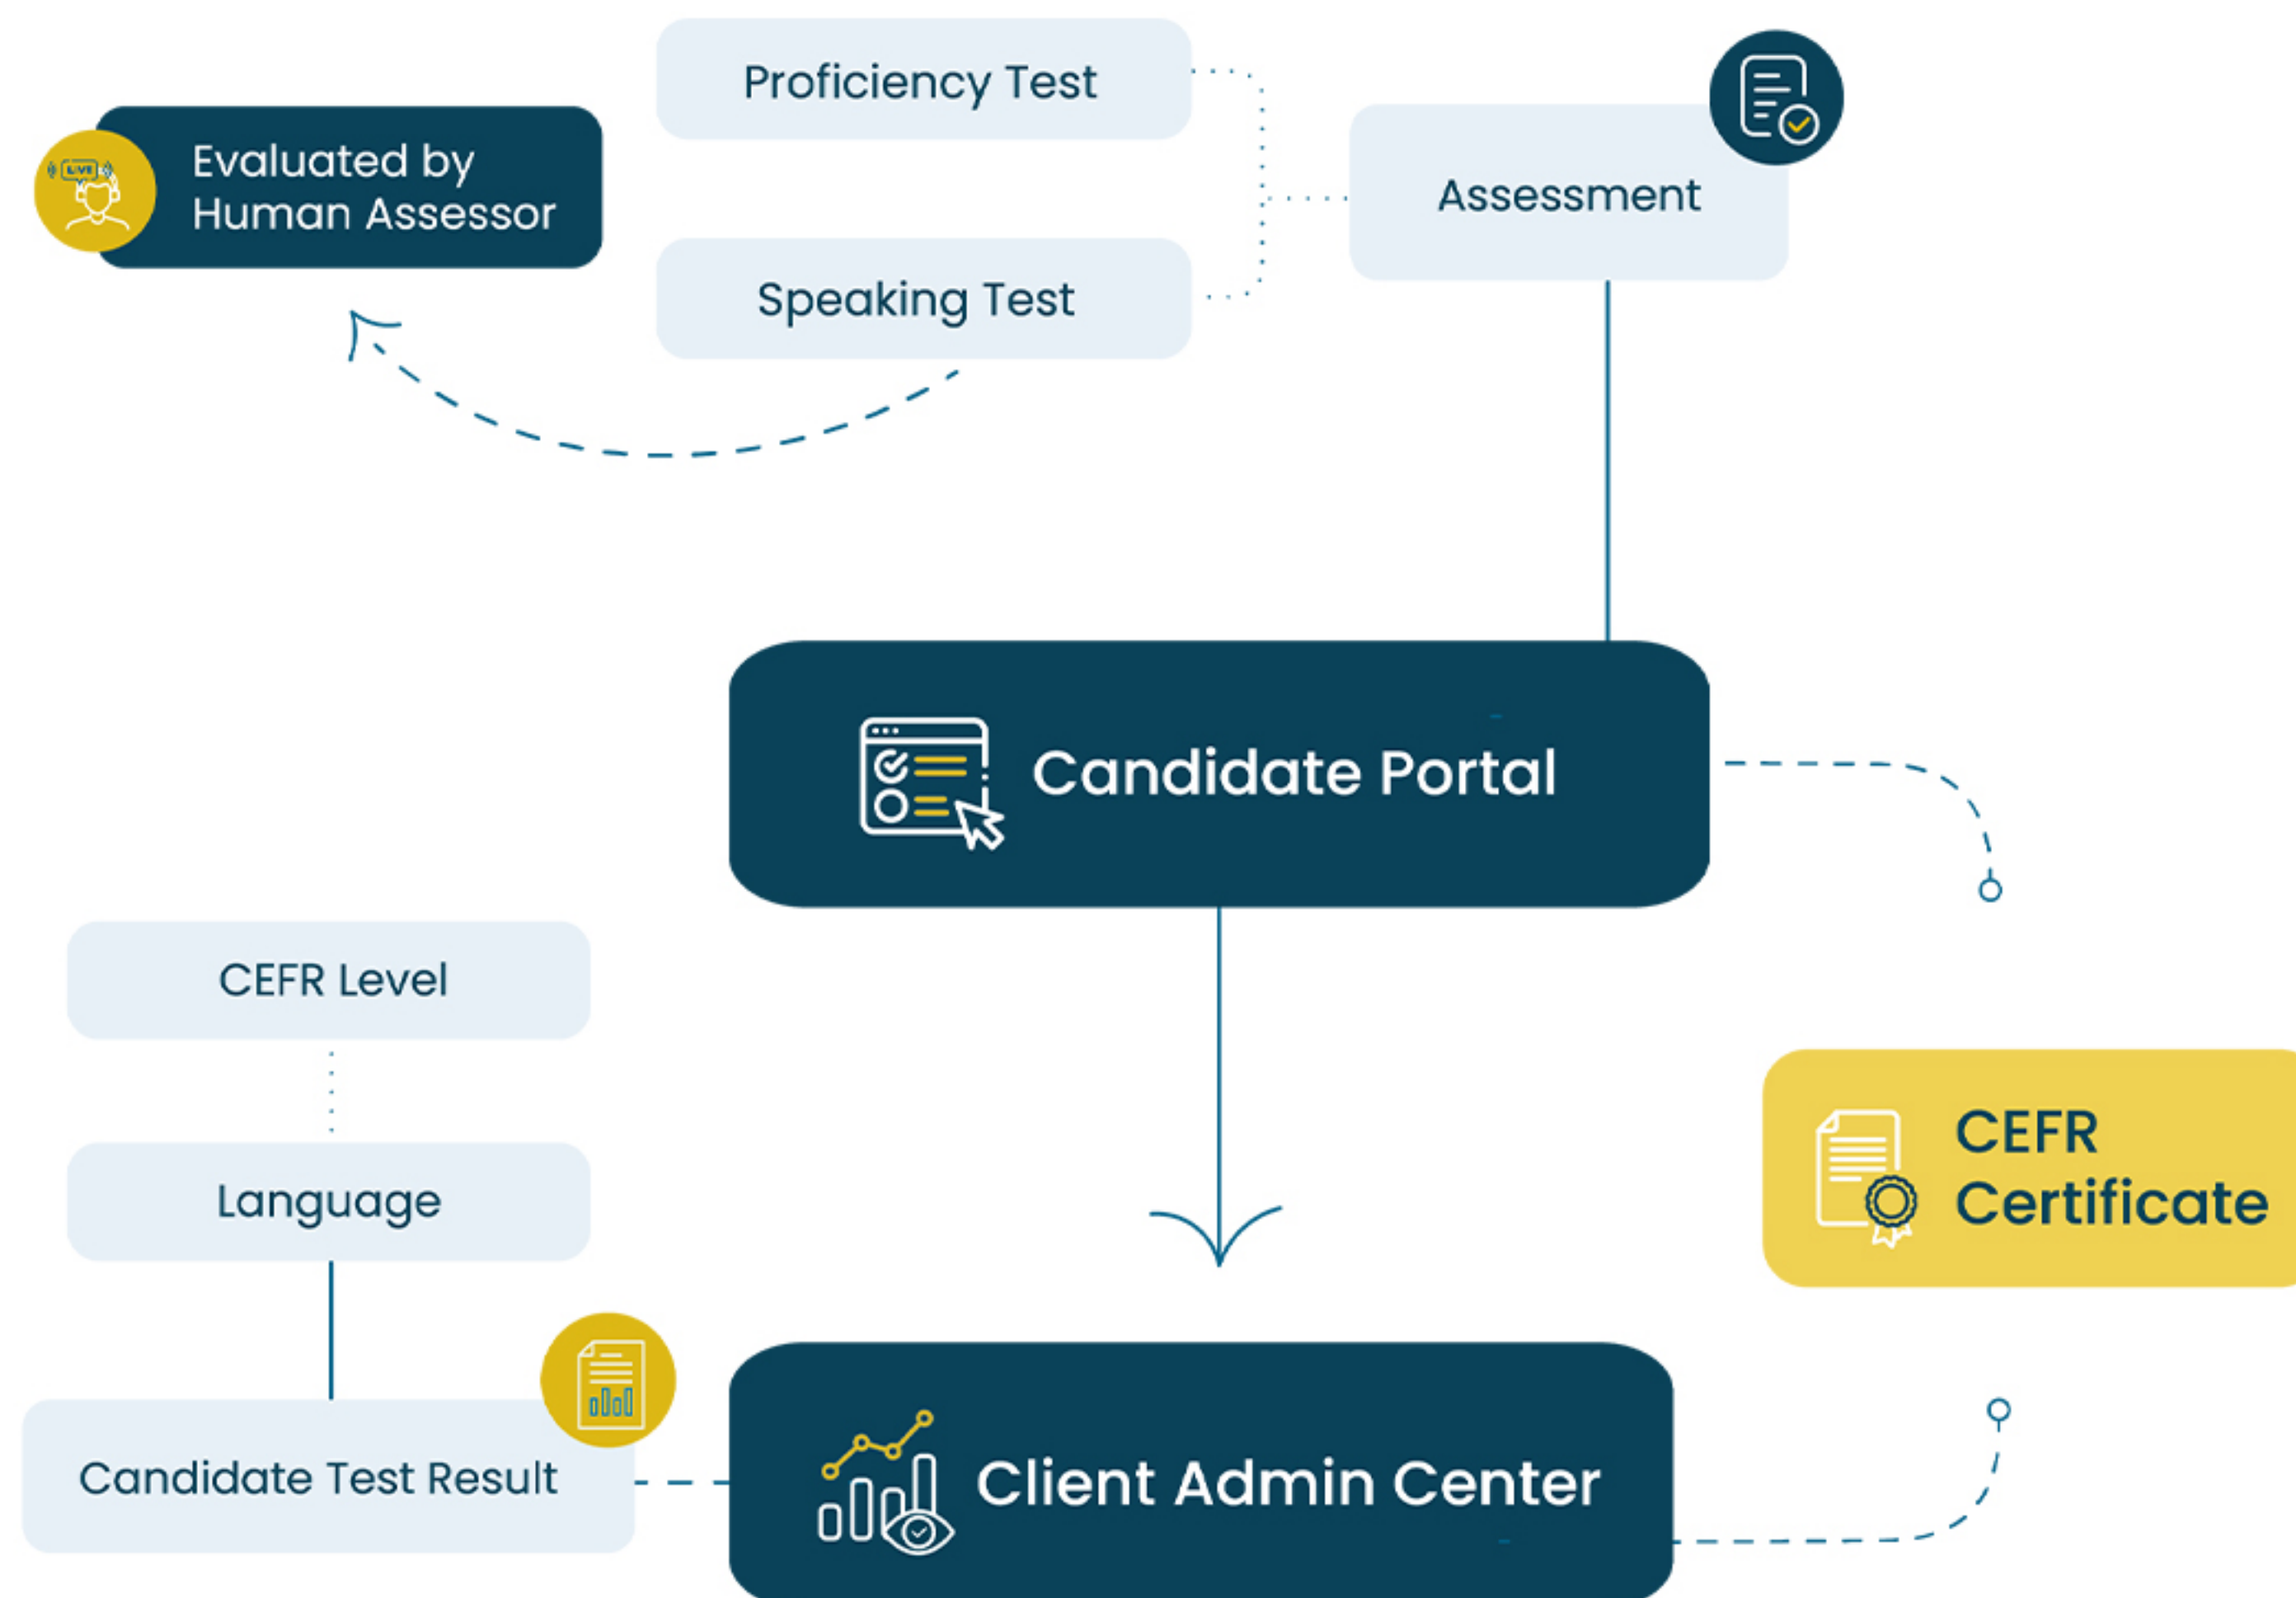 Proficiency Test
Evaluated by
Human Assessor
LIVE
Assessment
Speaking Test
Candidate Portal
CEFR Level
CEFR
Certificate
Language
Candidate Test Result
Client Admin Center